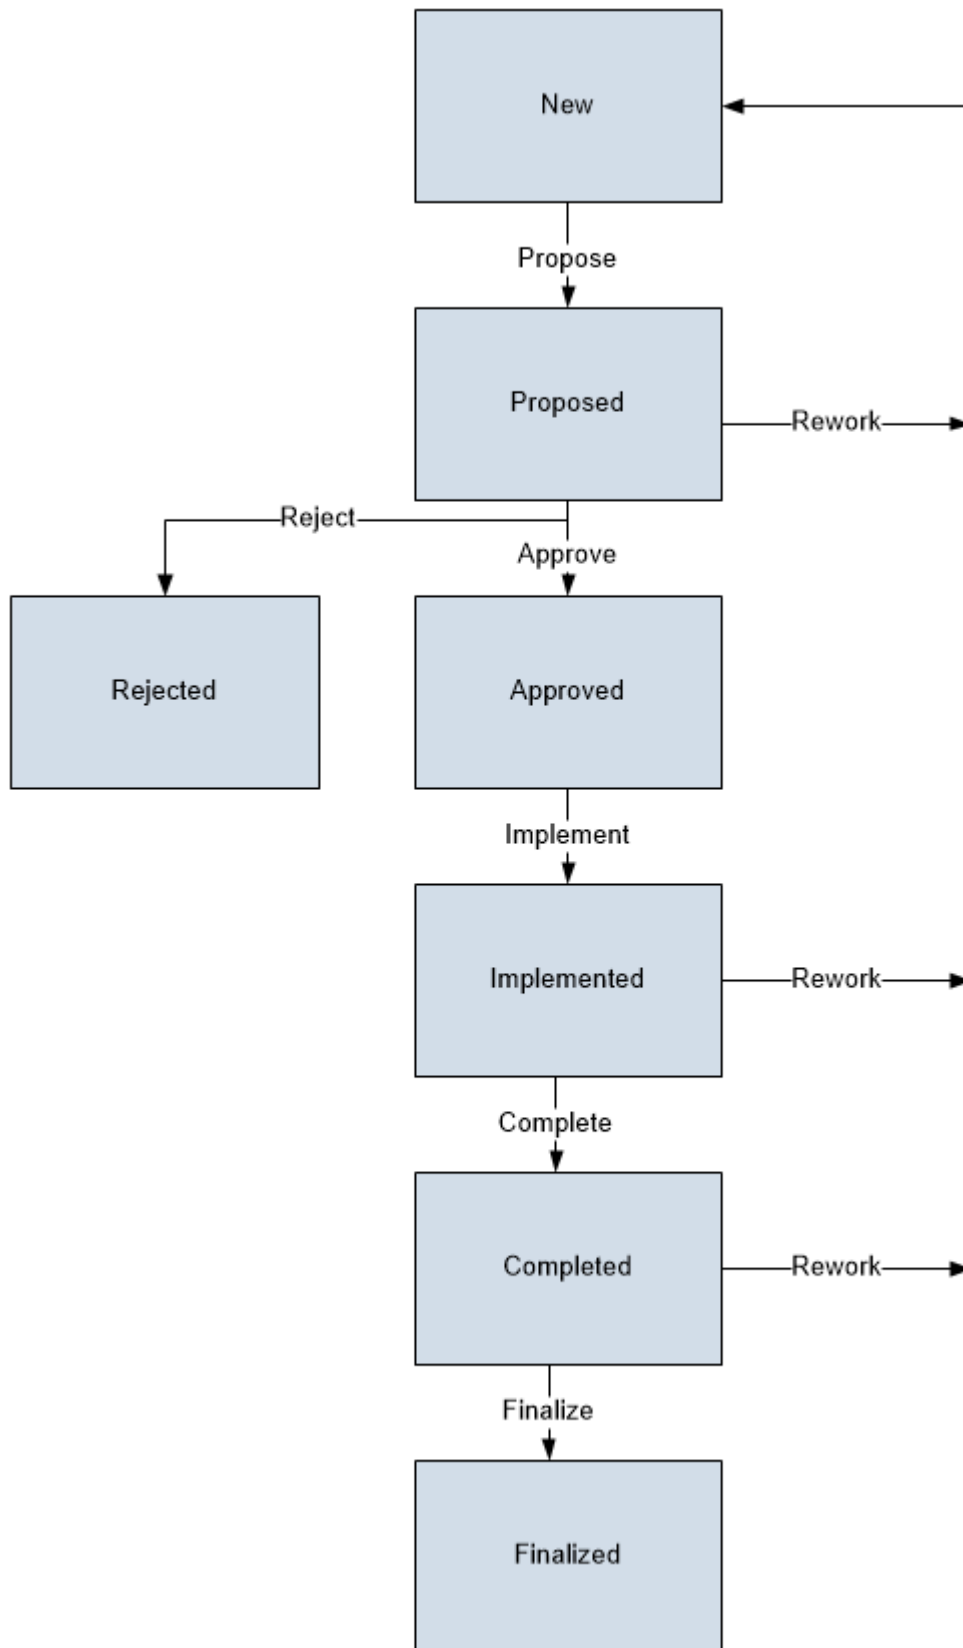 New
Propose
Proposed
Rework
Reject
Approve
Rejected
Approved
Implement
Implemented
Rework
Complete
Completed
Rework
Finalize
Finalized